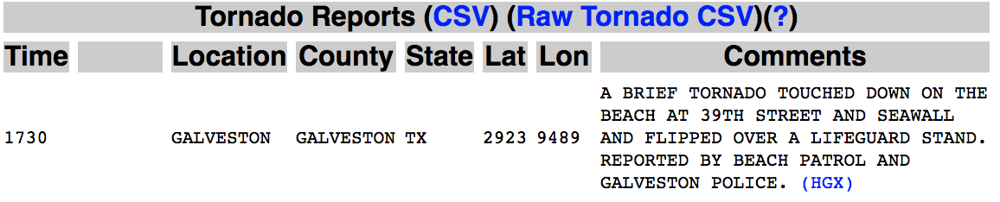 Tornado Reports (CSV) (Raw Tornado CSV)(?)
Time Location County State Lat Lon Comments
A BRIEF TORNADO TOUCHED DOWN ON THE
BEACH AT 39TH STREET AND SEAWALL
1730 GALVESTON GALVESTON TX 2923 9489 AND FLIPPED OVER A LIFEGUARD STAND.
REPORTED BY BEACH PATROL AND
GALVESTON POLICE. (HGX)